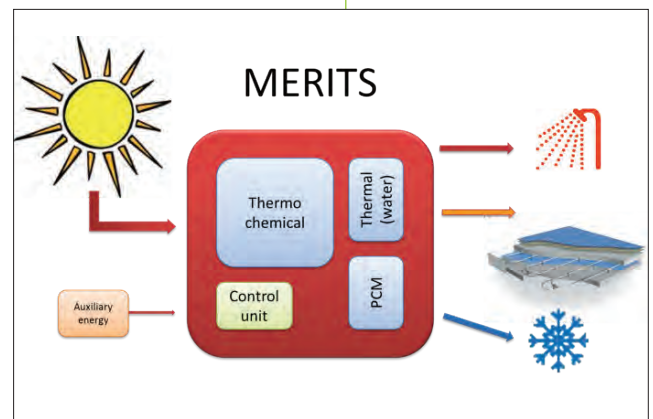 MERITS
Thermo
chemical
Thermal
(water)
Control
unit
PCM
Auxiliary
energy